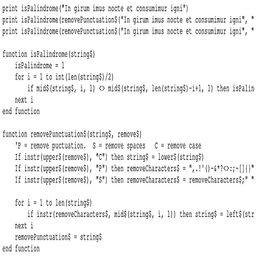 print isPalindrome("In girum imus nocte et consumimur igni")
print isPalindrome(removePunctuation$("In girum imus nocte et consumimur igni", "
print isPalindrome(removePunctuation$("In girum imus nocte et consumimur igni", "
function isPalindrome(string$)
isPalindrome = 1
for i = 1 to int(len(string$)/2)
if mid$(string$, i, 1) <> mid$(string$, len(string$)-i+1, 1) then isPalin
next i
end function
function removePunctuation$(string$, remove$)
'P = remove puctuation. S = remove spaces C = remove case
If instr(upper$(remove$), "C") then string$ = lower$(string$)
If instr(upper$(remove$), "P") then removeCharacters$ = ",.!'()-&*?<>:;~[]{}"
If instr(upper$(remove$), "S") then removeCharacters$ = removeCharacters$;" "
for i = 1 to len(string$)
if instr(removeCharacters$, mid$(string$, i, 1)) then string$ = left$(str
next i
removePunctuation$ = string$
end function